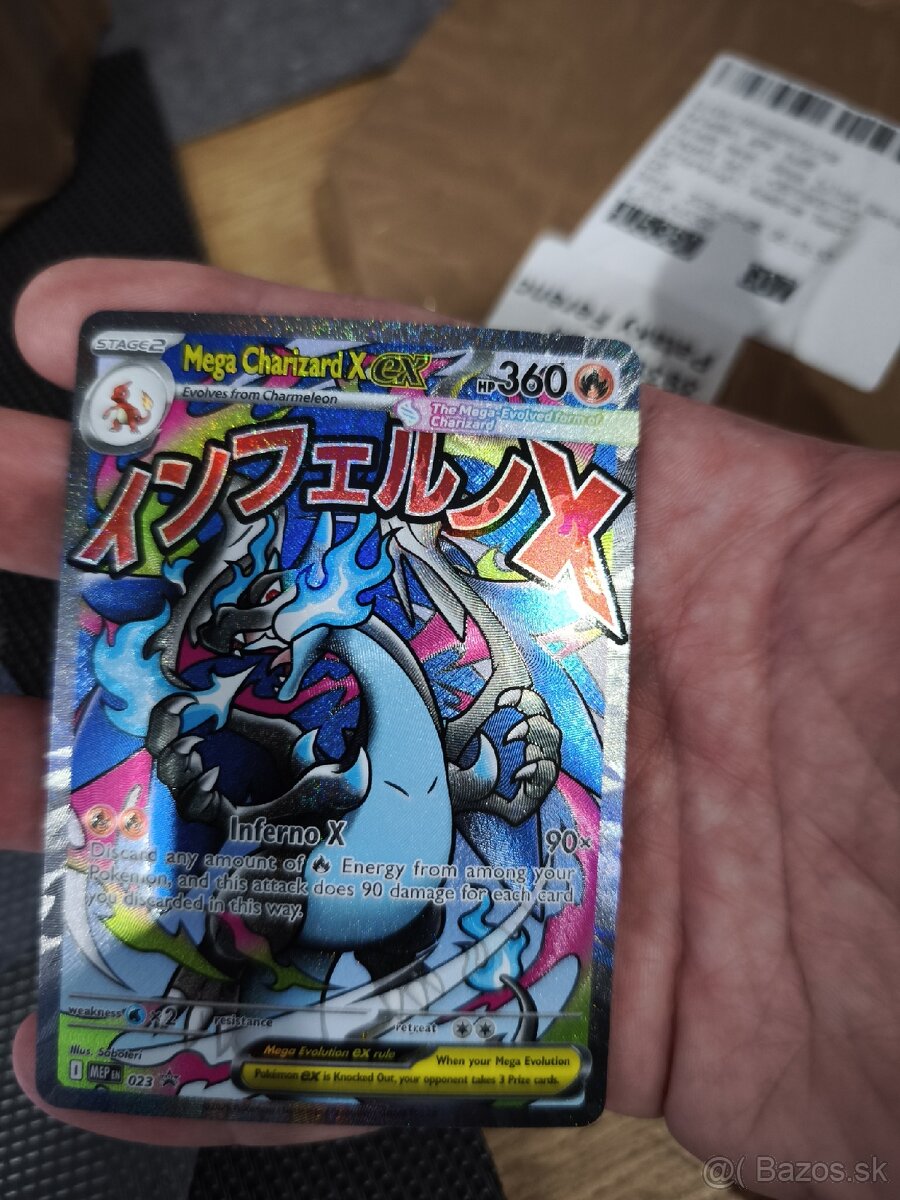 STAGE2
Mega Charizard X ex
HP 360
Evolves from Charmeleon
The Mega-Evolved form of
Charizard
インフェルノX
Inferno X 90×
Discard any amount of Energy from among your
Pokémon, and this attack does 90 damage for each card
you discarded in this way.
weakness ×2 resistance retreat
Illus. Saboteri
Mega Evolution ex rule
When your Mega Evolution
Pokémon ex is Knocked Out, your opponent takes 3 Prize cards.
I MEP EN 023
@( Bazos.sk